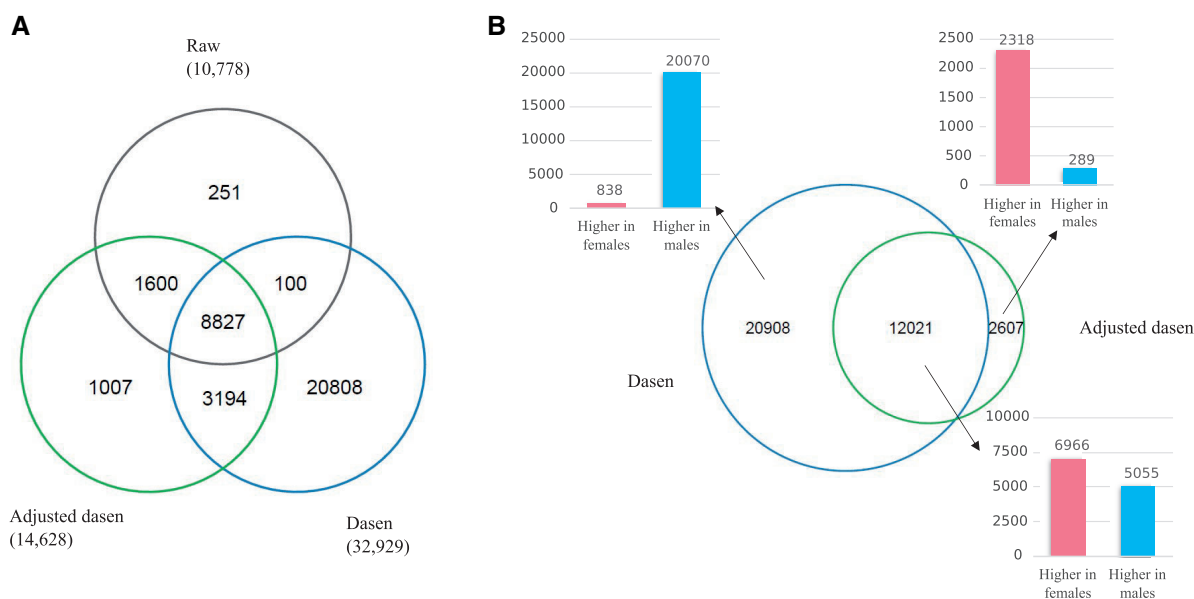 A
Raw
(10,778)
251
1600
100
8827
1007
3194
20808
Adjusted dasen
(14,628)
Dasen
(32,929)
B
25000
20000
15000
10000
5000
0
838
20070
Higher in
females
Higher in
males
2500
2000
1500
1000
500
0
2318
289
Higher in
females
Higher in
males
20908
12021
2607
Adjusted dasen
Dasen
10000
7500
5000
2500
0
6966
5055
Higher in
females
Higher in
males